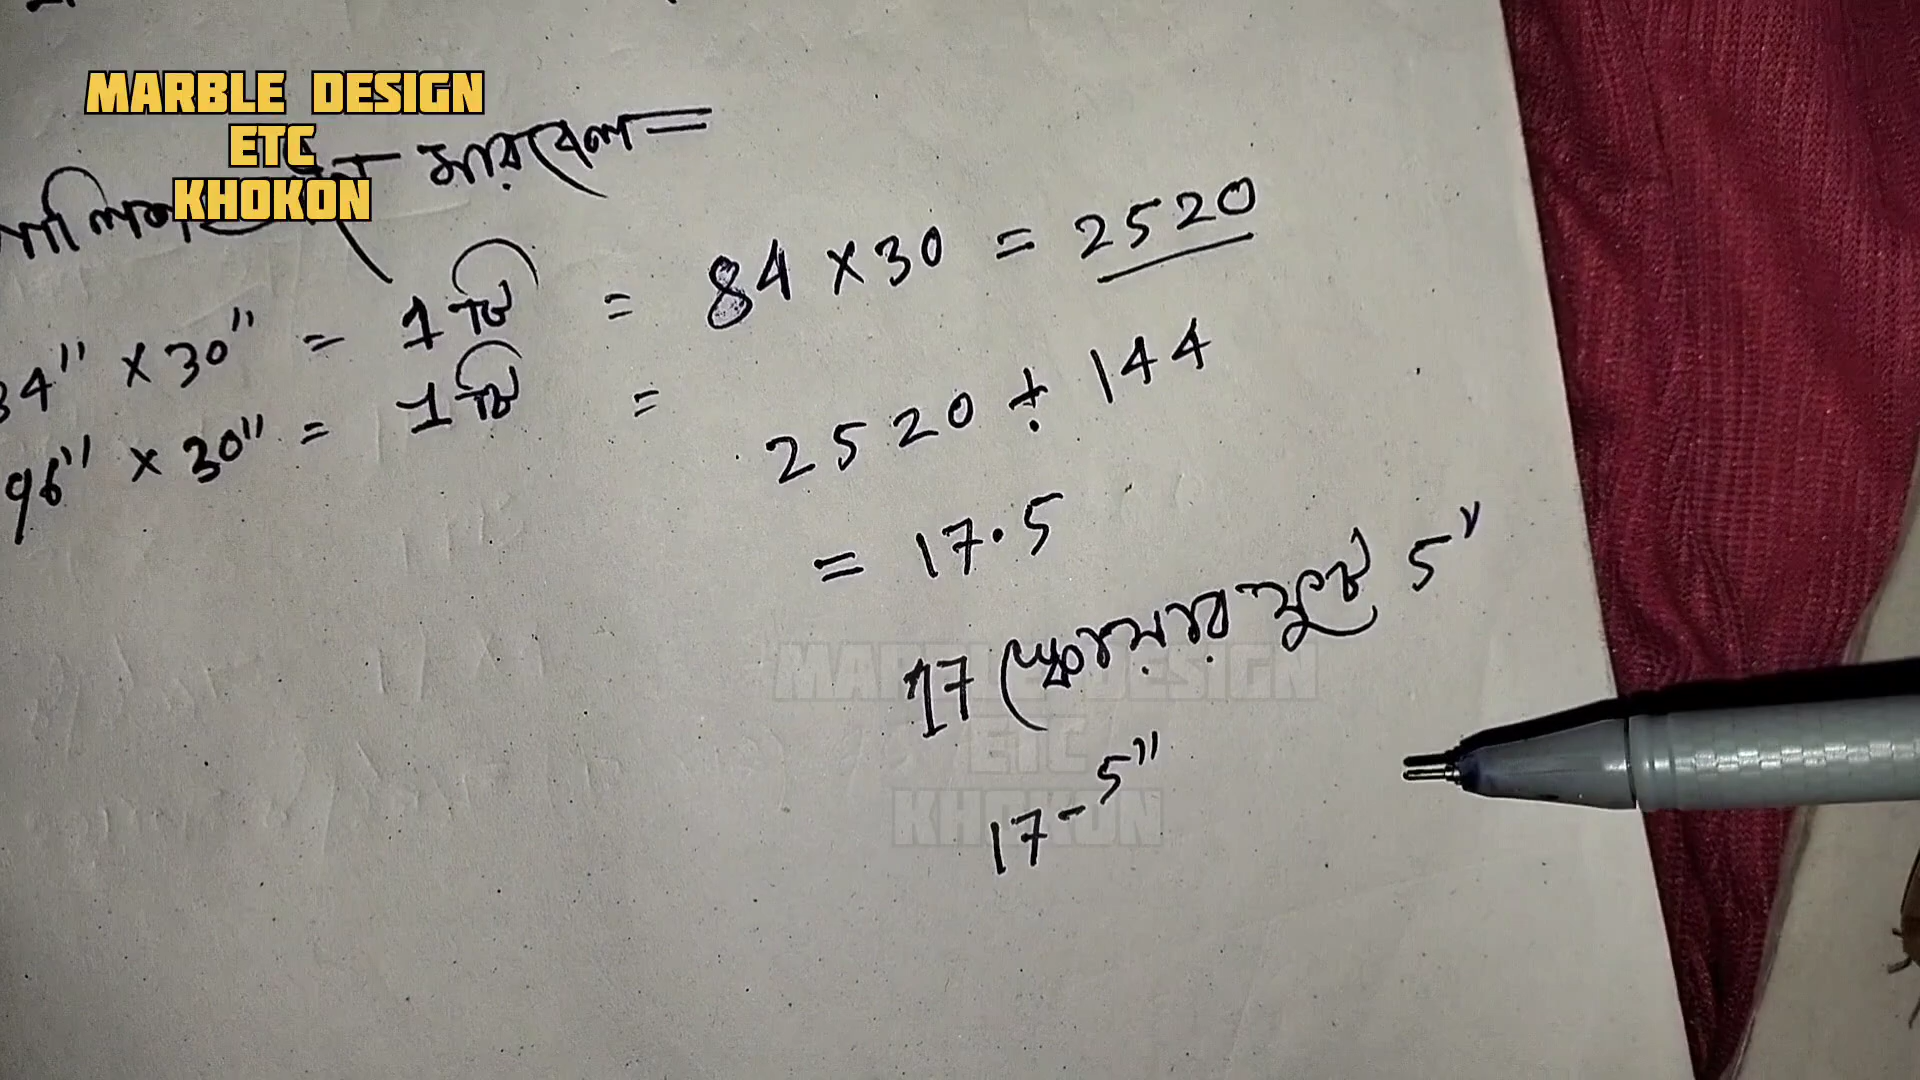 MARBLE DESIGN
ETC
KHOKON
মারবেল =
84" × 30" = 1 টি = 84 × 30 = 2520
96" × 30" = 1 টি = 2520 ÷ 144
= 17.5
17 স্কয়ার ফুট 5"
17 - 5"
MARBLE DESIGN
ETC
KHOKON